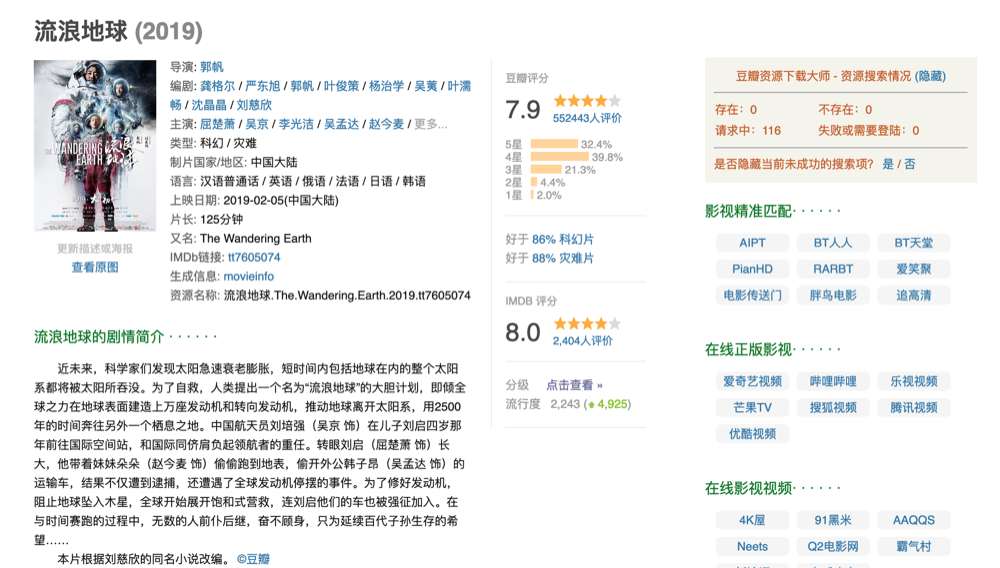 流浪地球 (2019)
THE WANDERING EARTH
流浪地球
更新描述或海报
查看原图
导演: 郭帆
编剧: 龚格尔 / 严东旭 / 郭帆 / 叶俊策 / 杨治学 / 吴荑 / 叶濡
畅 / 沈晶晶 / 刘慈欣
主演: 屈楚萧 / 吴京 / 李光洁 / 吴孟达 / 赵今麦 / 更多...
类型: 科幻 / 灾难
制片国家/地区: 中国大陆
语言: 汉语普通话 / 英语 / 俄语 / 法语 / 日语 / 韩语
上映日期: 2019-02-05(中国大陆)
片长: 125分钟
又名: The Wandering Earth
IMDb链接: tt7605074
生成信息: movieinfo
资源名称: 流浪地球.The.Wandering.Earth.2019.tt7605074
豆瓣评分
7.9
552443人评价
5星 32.4%
4星 39.8%
3星 21.3%
2星 4.4%
1星 2.0%
好于 86% 科幻片
好于 88% 灾难片
IMDB 评分
8.0
2,404人评价
分级 点击查看 »
流行度 2,243 (4,925)
流浪地球的剧情简介 · · · · · ·
近未来，科学家们发现太阳急速衰老膨胀，短时间内包括地球在内的整个太阳
系都将被太阳所吞没。为了自救，人类提出一个名为“流浪地球”的大胆计划，即倾全
球之力在地球表面建造上万座发动机和转向发动机，推动地球离开太阳系，用2500
年的时间奔往另外一个栖息之地。中国航天员刘培强（吴京 饰）在儿子刘启四岁那
年前往国际空间站，和国际同侪肩负起领航者的重任。转眼刘启（屈楚萧 饰）长
大，他带着妹妹朵朵（赵今麦 饰）偷偷跑到地表，偷开外公韩子昂（吴孟达 饰）的
运输车，结果不仅遭到逮捕，还遭遇了全球发动机停摆的事件。为了修好发动机，
阻止地球坠入木星，全球开始展开饱和式营救，连刘启他们的车也被强征加入。在
与时间赛跑的过程中，无数的人前仆后继，奋不顾身，只为延续百代子孙生存的希
望……
本片根据刘慈欣的同名小说改编。 ©豆瓣
豆瓣资源下载大师 - 资源搜索情况 (隐藏)
存在：0 不存在：0
请求中：116 失败或需要登陆：0
是否隐藏当前未成功的搜索项？ 是 / 否
影视精准匹配· · · · · ·
AIPT BT人人 BT天堂
PianHD RARBT 爱笑聚
电影传送门 胖鸟电影 追高清
在线正版影视· · · · · ·
爱奇艺视频 哔哩哔哩 乐视视频
芒果TV 搜狐视频 腾讯视频
优酷视频
在线影视视频· · · · · ·
4K屋 91黑米 AAQQS
Neets Q2电影网 霸气村